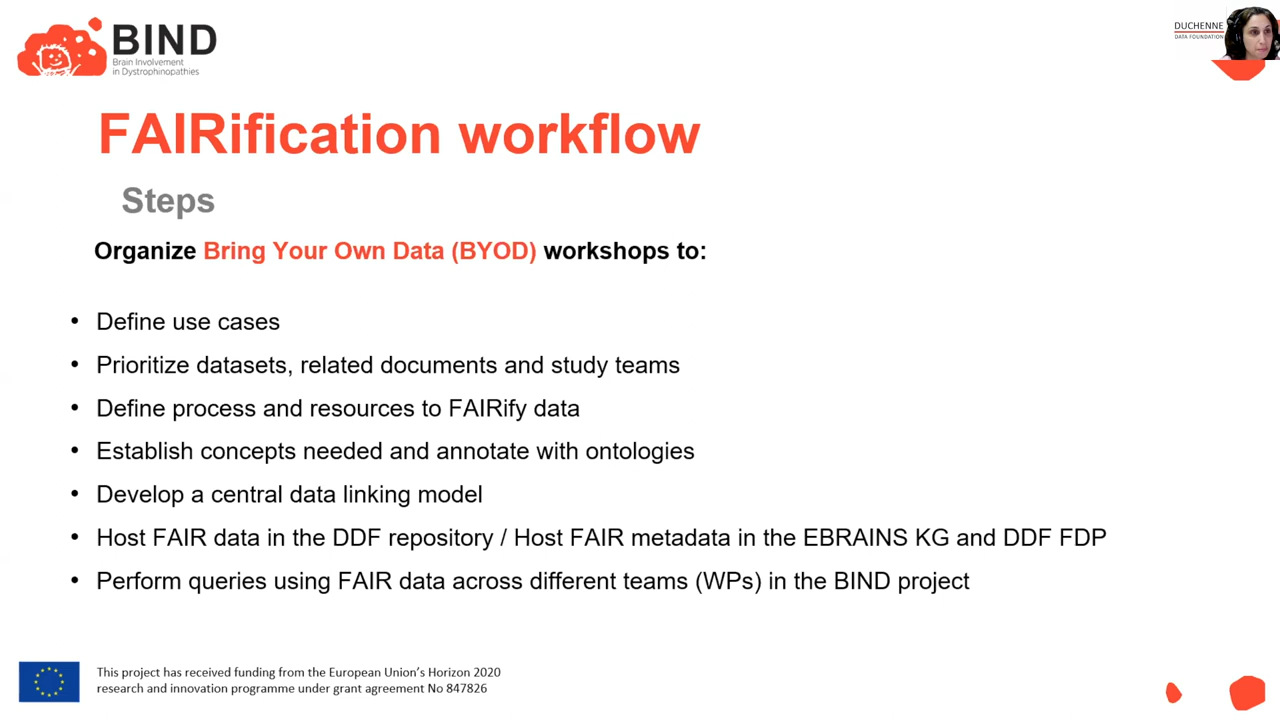 BIND
Brain Involvement
in Dystrophinopathies
DUCHENNE
DATA FOUNDATION
FAIRification workflow
Steps
Organize Bring Your Own Data (BYOD) workshops to:
• Define use cases
• Prioritize datasets, related documents and study teams
• Define process and resources to FAIRify data
• Establish concepts needed and annotate with ontologies
• Develop a central data linking model
• Host FAIR data in the DDF repository / Host FAIR metadata in the EBRAINS KG and DDF FDP
• Perform queries using FAIR data across different teams (WPs) in the BIND project
This project has received funding from the European Union’s Horizon 2020
research and innovation programme under grant agreement No 847826